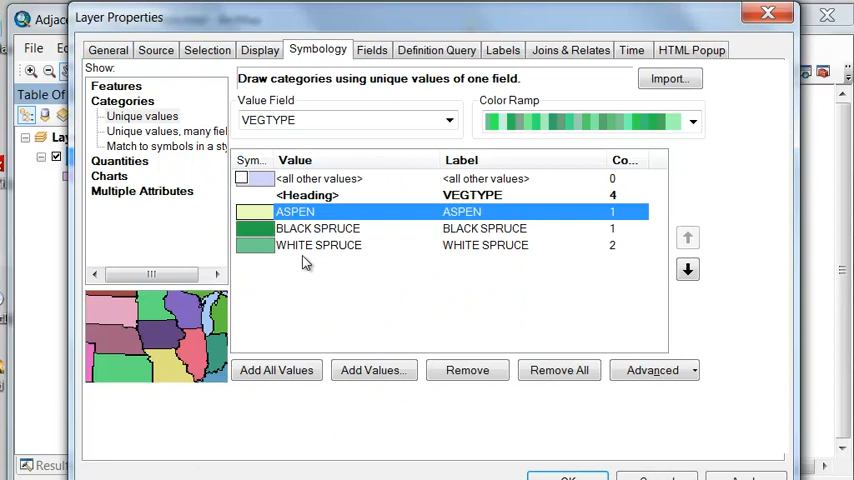 Layer Properties
Adjace
File
General
Source
Selection
Display
Symbology
Fields
Definition Query
Labels
Joins & Relates
Time
HTML Popup
Table Of
Show:
Features
Categories
Unique values
Unique values, many fiel
Match to symbols in a sty
Quantities
Charts
Multiple Attributes
Draw categories using unique values of one field.
Import...
Value Field
VEGTYPE
Color Ramp
Sym... Value Label Co...
<all other values> <all other values> 0
<Heading> VEGTYPE 4
ASPEN ASPEN 1
BLACK SPRUCE BLACK SPRUCE 1
WHITE SPRUCE WHITE SPRUCE 2
Add All Values
Add Values...
Remove
Remove All
Advanced
Lay
Result